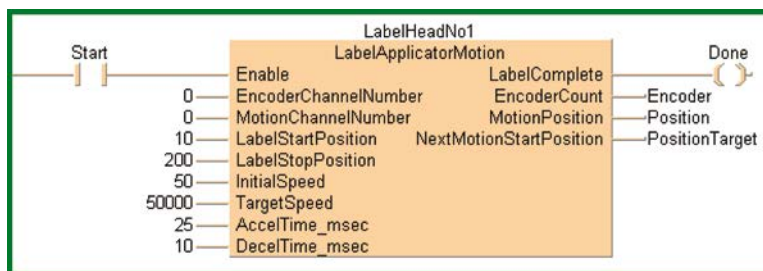 LabelHeadNo1
Start LabelApplicatorMotion Done
Enable LabelComplete
0 EncoderChannelNumber EncoderCount Encoder
0 MotionChannelNumber MotionPosition Position
10 LabelStartPosition NextMotionStartPosition PositionTarget
200 LabelStopPosition
50 InitialSpeed
50000 TargetSpeed
25 AccelTime_msec
10 DecelTime_msec